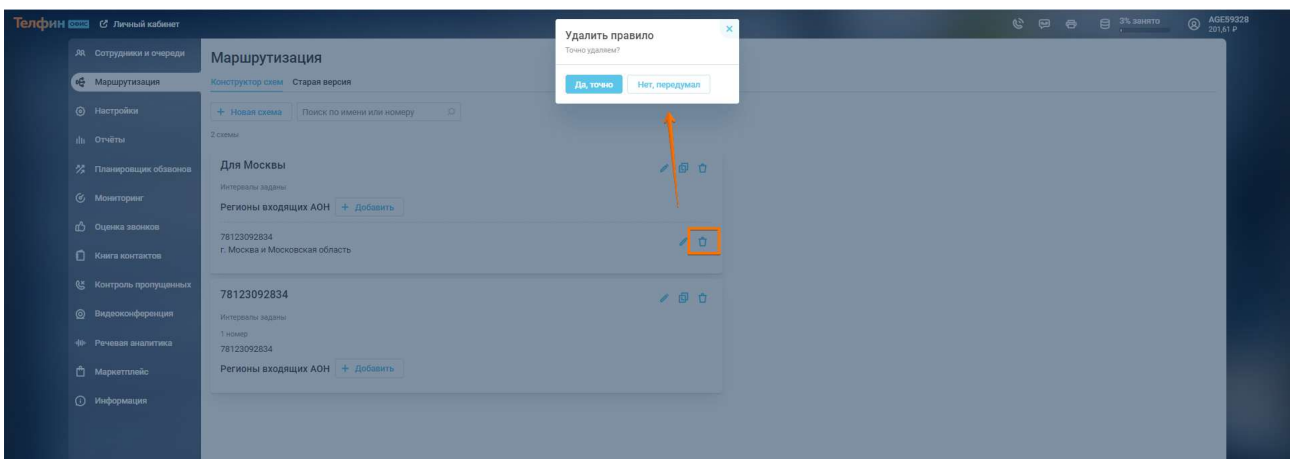 Телфин ОФИС Личный кабинет
3% занято
AGE59328
201,61 ₽
Удалить правило
Точно удаляем?
Да, точно Нет, передумал
Сотрудники и очереди
Маршрутизация
Настройки
Отчёты
Планировщик обзвонов
Мониторинг
Оценка звонков
Книга контактов
Контроль пропущенных
Видеоконференция
Речевая аналитика
Маркетплейс
Информация
Маршрутизация
Конструктор схем Старая версия
+ Новая схема Поиск по имени или номеру
2 схемы
Для Москвы
Интервалы заданы
Регионы входящих АОН + Добавить
78123092834
г. Москва и Московская область
78123092834
Интервалы заданы
1 номер
78123092834
Регионы входящих АОН + Добавить